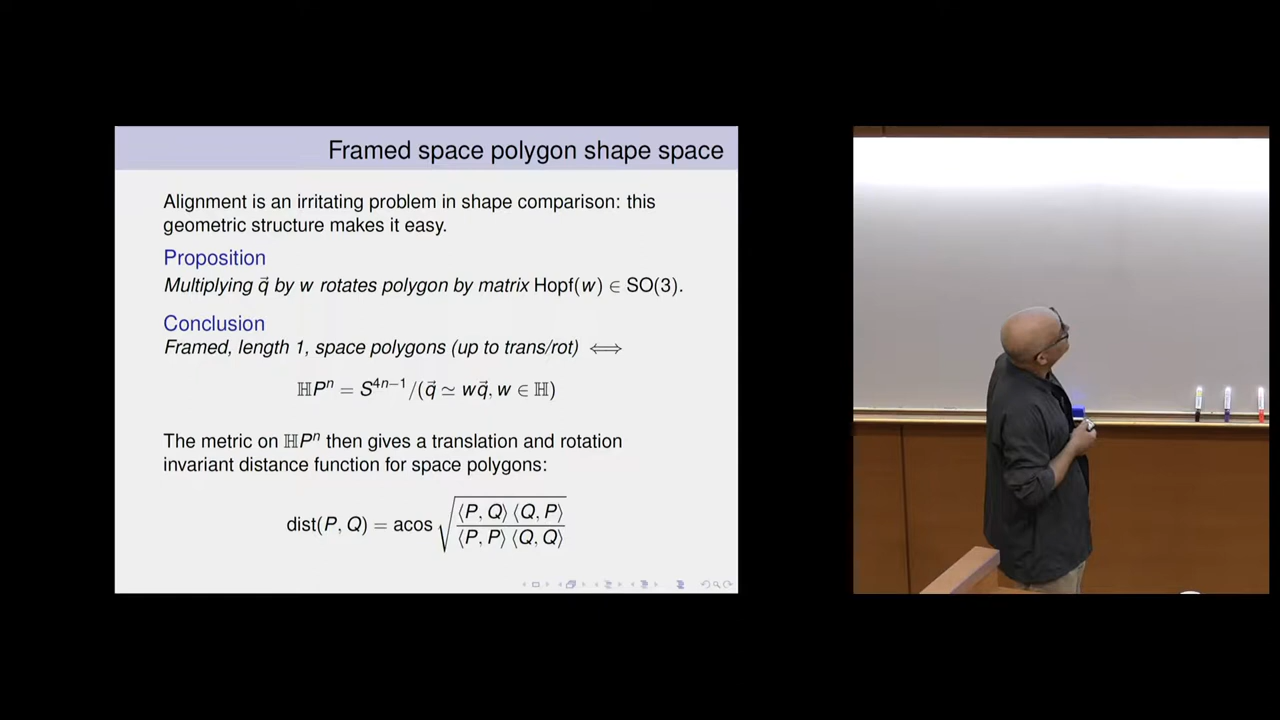 Framed space polygon shape space
Alignment is an irritating problem in shape comparison: this
geometric structure makes it easy.
Proposition
Multiplying q⃗ by w rotates polygon by matrix Hopf(w) ∈ SO(3).
Conclusion
Framed, length 1, space polygons (up to trans/rot) ⟺
ℍPⁿ = S⁴ⁿ⁻¹/(q⃗ ≃ wq⃗, w ∈ ℍ)
The metric on ℍPⁿ then gives a translation and rotation
invariant distance function for space polygons:
dist(P, Q) = acos √(⟨P, Q⟩ ⟨Q, P⟩ / ⟨P, P⟩ ⟨Q, Q⟩)